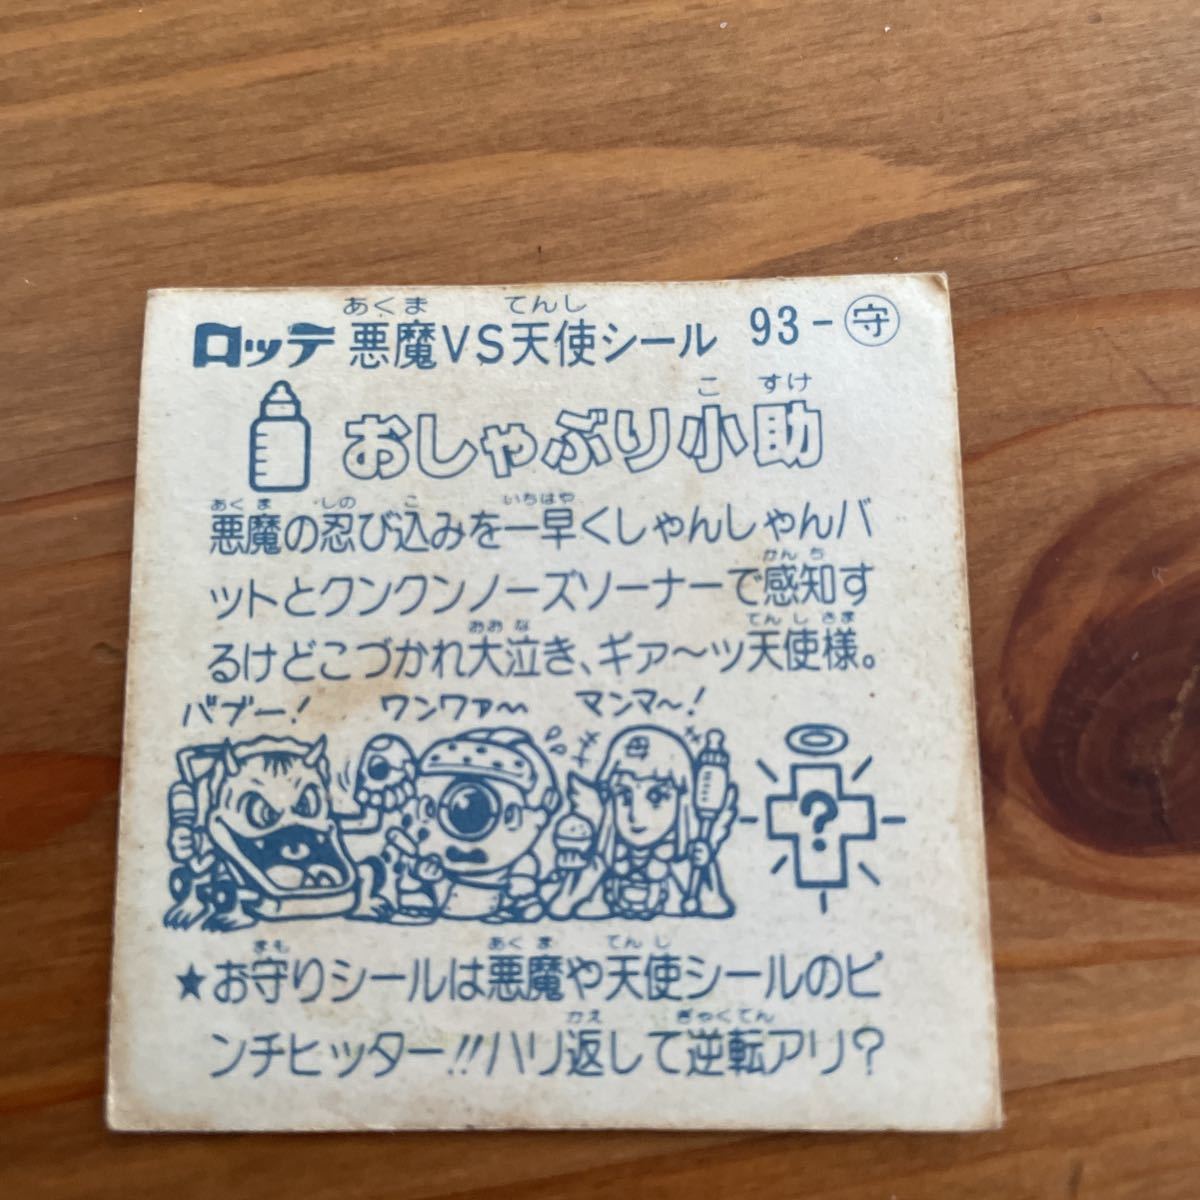 あくま てんし
ロッテ 悪魔VS天使シール 93-守
こ すけ
おしゃぶり小助
あくま しの こ いちはや
悪魔の忍び込みを一早くしゃんしゃんバ
かんち
ットとクンクンノーズソーナーで感知す
おおな てんしさま
るけどこづかれ大泣き、ギァ〜ッ天使様。
バブー! ワンワァ〜 マンマ〜!
?
まも あくま てんし
★お守りシールは悪魔や天使シールのピ
かえ ぎゃくてん
ンチヒッター!!ハリ返して逆転アリ?